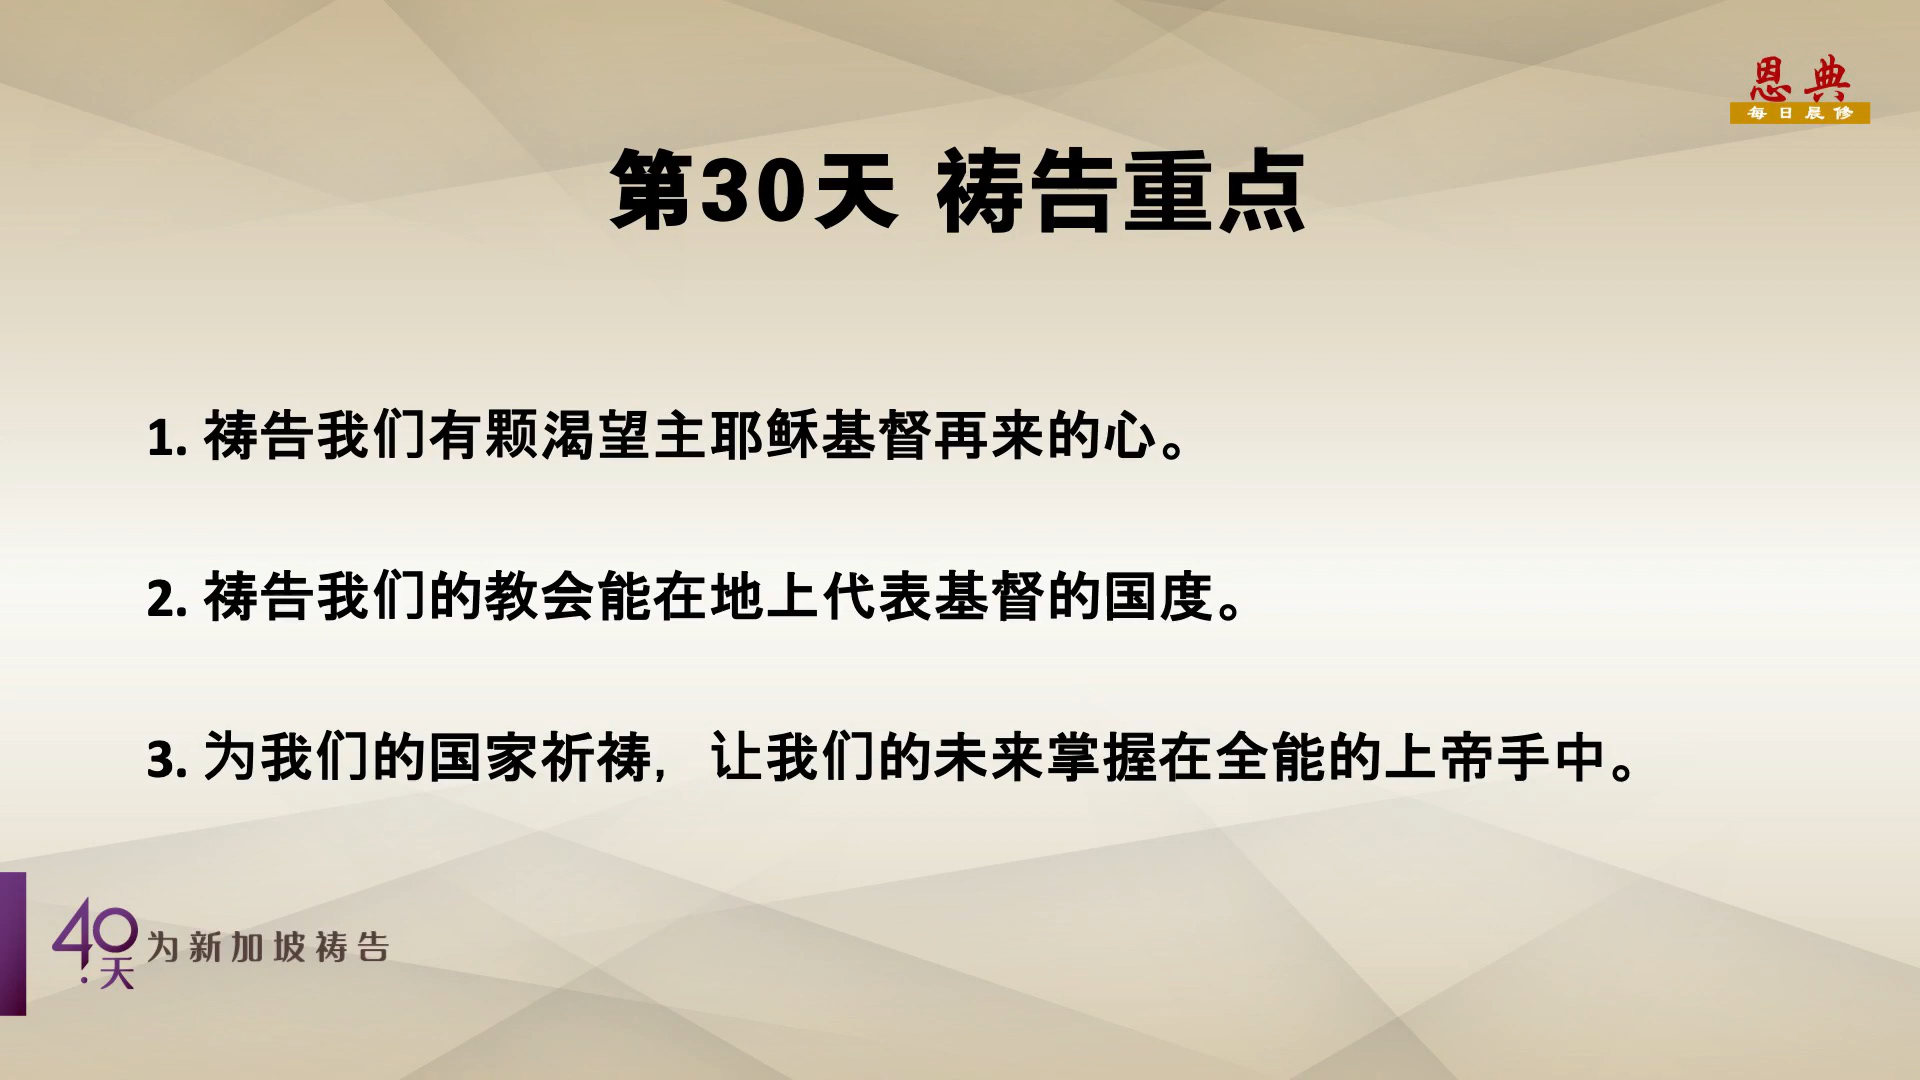 恩典
每日晨修
第30天 祷告重点
1. 祷告我们有颗渴望主耶稣基督再来的心。
2. 祷告我们的教会能在地上代表基督的国度。
3. 为我们的国家祈祷，让我们的未来掌握在全能的上帝手中。
40天 为新加坡祷告